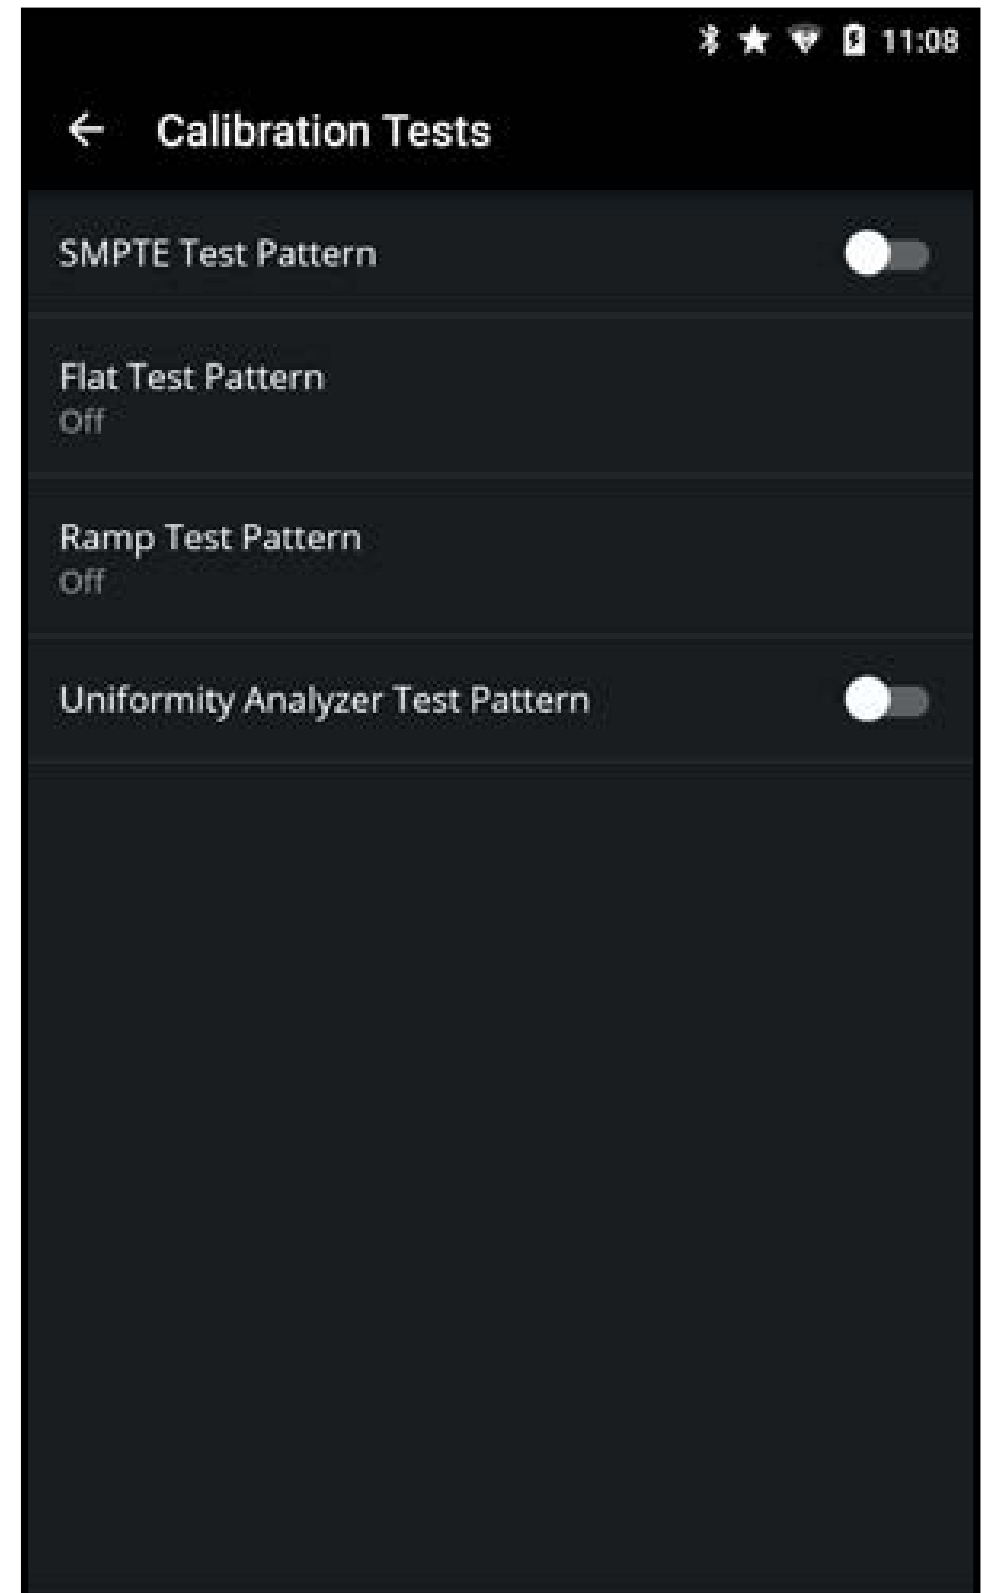 11:08
Calibration Tests
SMPTE Test Pattern
Flat Test Pattern
Off
Ramp Test Pattern
Off
Uniformity Analyzer Test Pattern